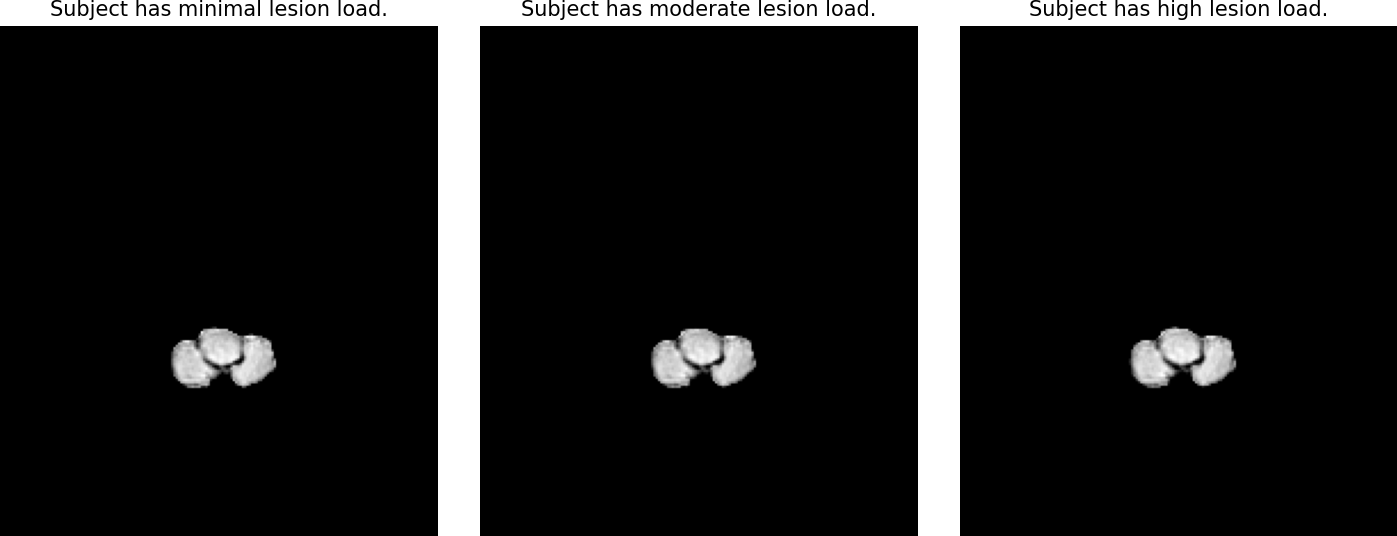 Subject has minimal lesion load.
Subject has moderate lesion load.
Subject has high lesion load.